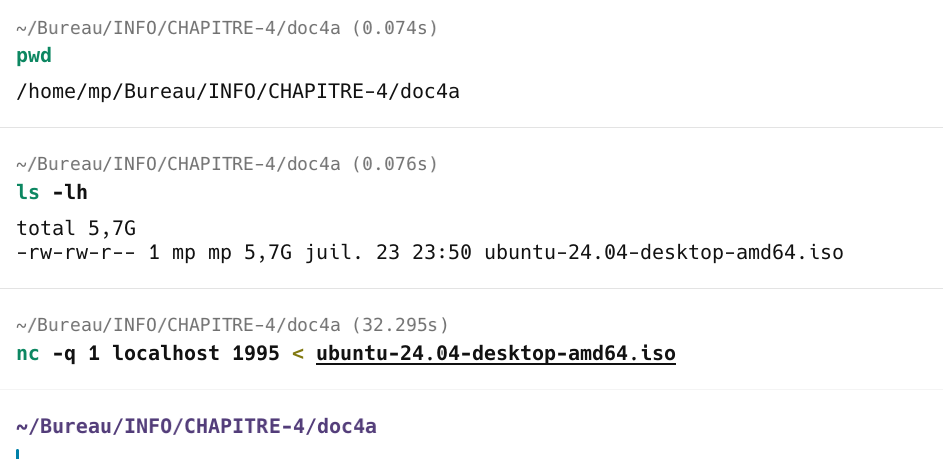 ~/Bureau/INFO/CHAPITRE-4/doc4a (0.074s)
pwd
/home/mp/Bureau/INFO/CHAPITRE-4/doc4a
~/Bureau/INFO/CHAPITRE-4/doc4a (0.076s)
ls -lh
total 5,7G
-rw-rw-r-- 1 mp mp 5,7G juil. 23 23:50 ubuntu-24.04-desktop-amd64.iso
~/Bureau/INFO/CHAPITRE-4/doc4a (32.295s)
nc -q 1 localhost 1995 < ubuntu-24.04-desktop-amd64.iso
~/Bureau/INFO/CHAPITRE-4/doc4a